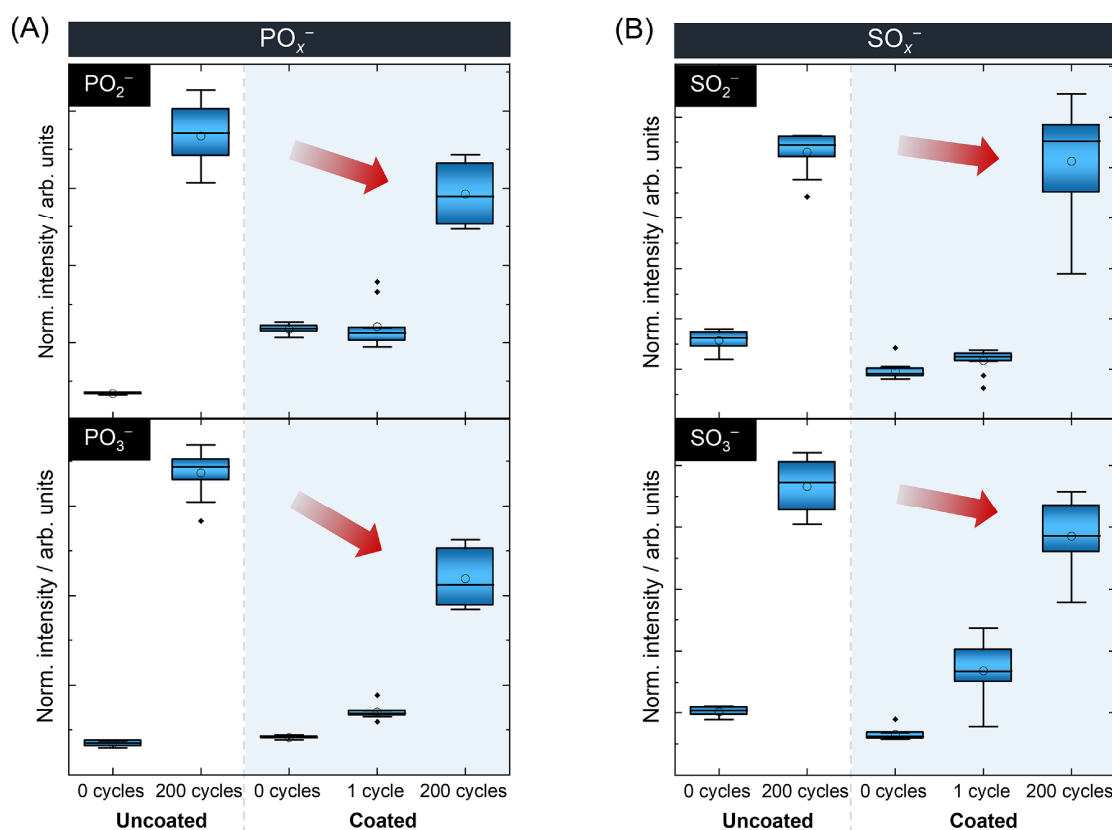 (A)
POx−
PO2−
Norm. intensity / arb. units
PO3−
Norm. intensity / arb. units
0 cycles 200 cycles 0 cycles 1 cycle 200 cycles
Uncoated Coated
(B)
SOx−
SO2−
Norm. intensity / arb. units
SO3−
Norm. intensity / arb. units
0 cycles 200 cycles 0 cycles 1 cycle 200 cycles
Uncoated Coated